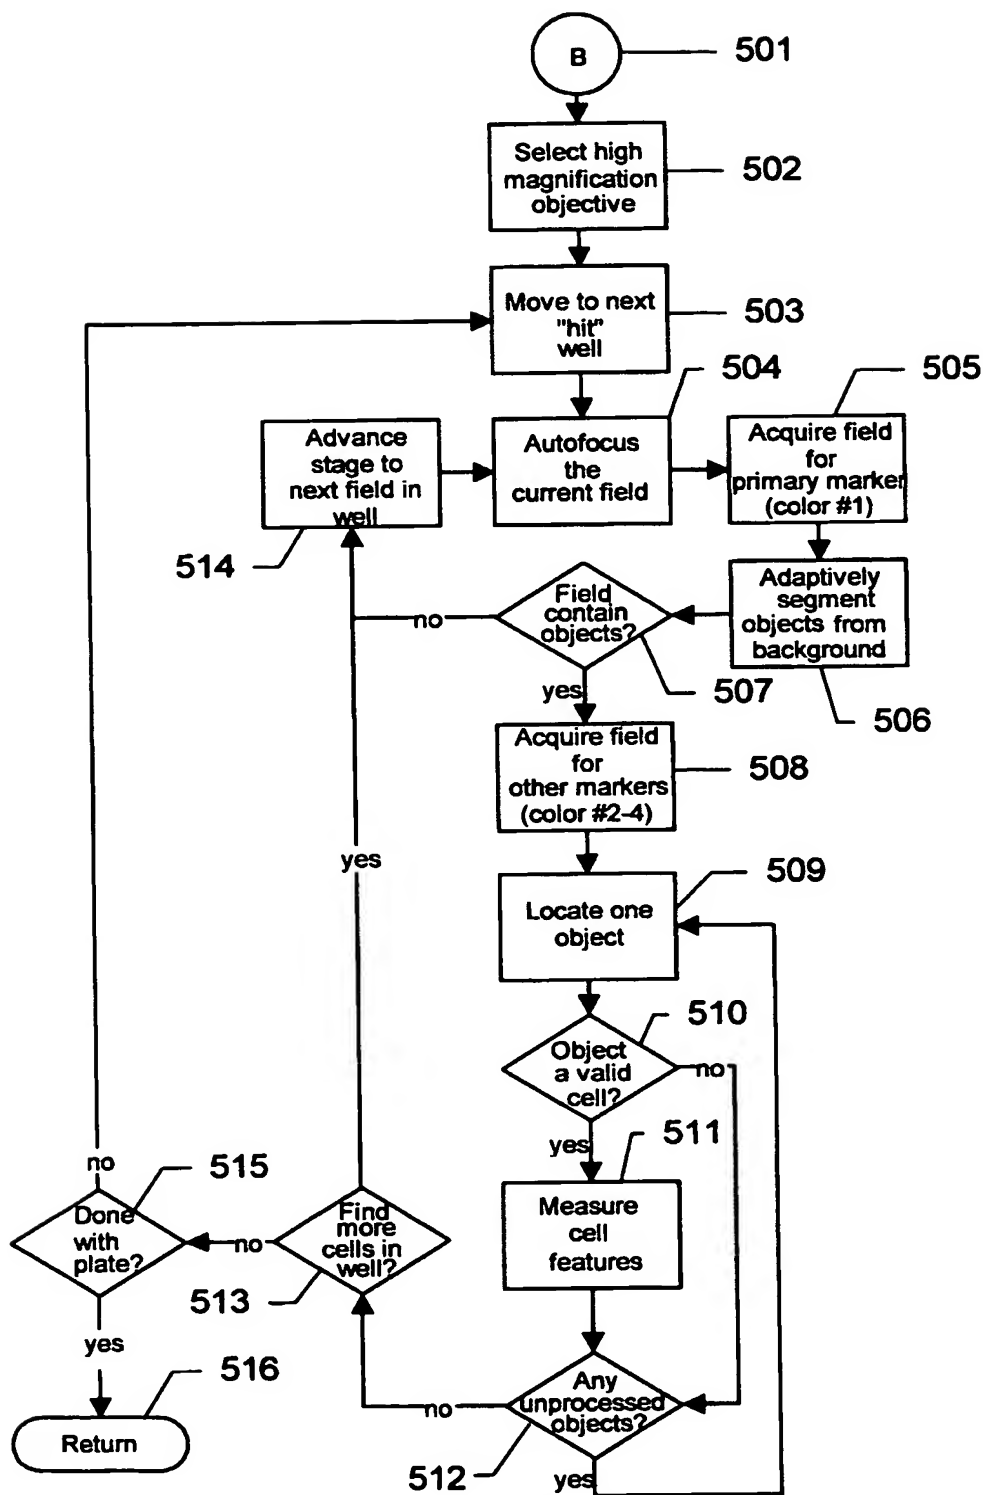 B
501
Select high
magnification
objective
502
Move to next
"hit"
well
503
504
505
Advance
stage to
next field in
well
514
Autofocus
the
current field
Acquire field
for
primary marker
(color #1)
Adaptively
segment
objects from
background
506
Field
contain
objects?
no
507
yes
Acquire field
for
other markers
(color #2-4)
508
yes
509
Locate one
object
510
Object
a valid
cell?
no
yes
511
Measure
cell
features
no
515
Done
with
plate?
no
Find
more
cells in
well?
513
yes
516
Return
Any
unprocessed
objects?
no
512
yes